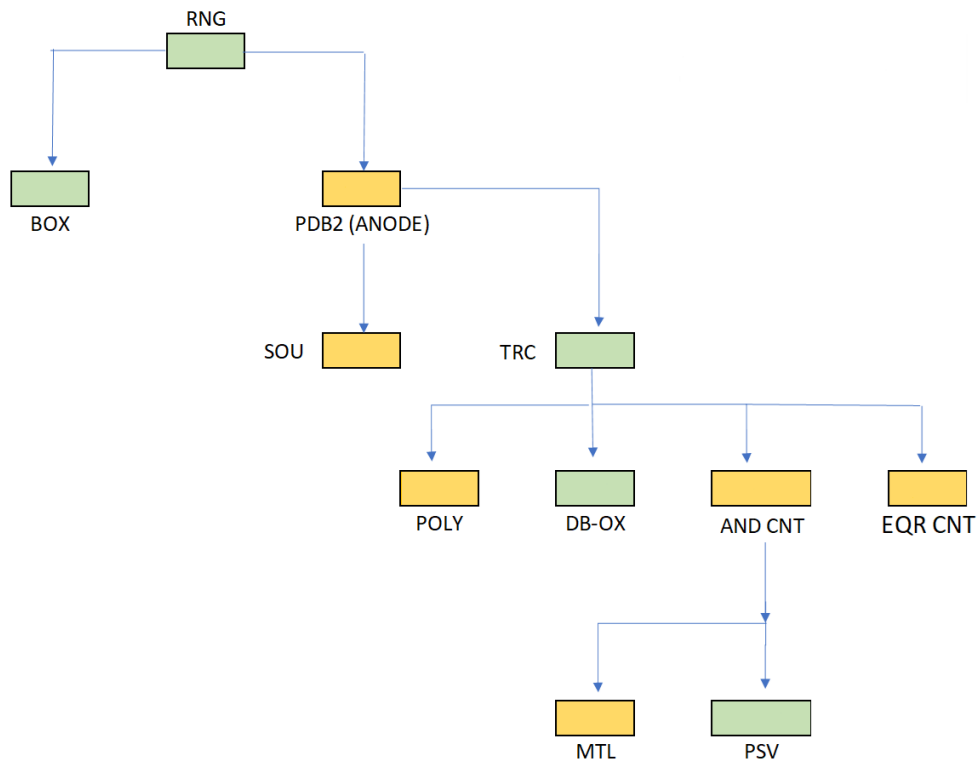 RNG
BOX
PDB2 (ANODE)
SOU
TRC
POLY
DB-OX
AND CNT
EQR CNT
MTL
PSV